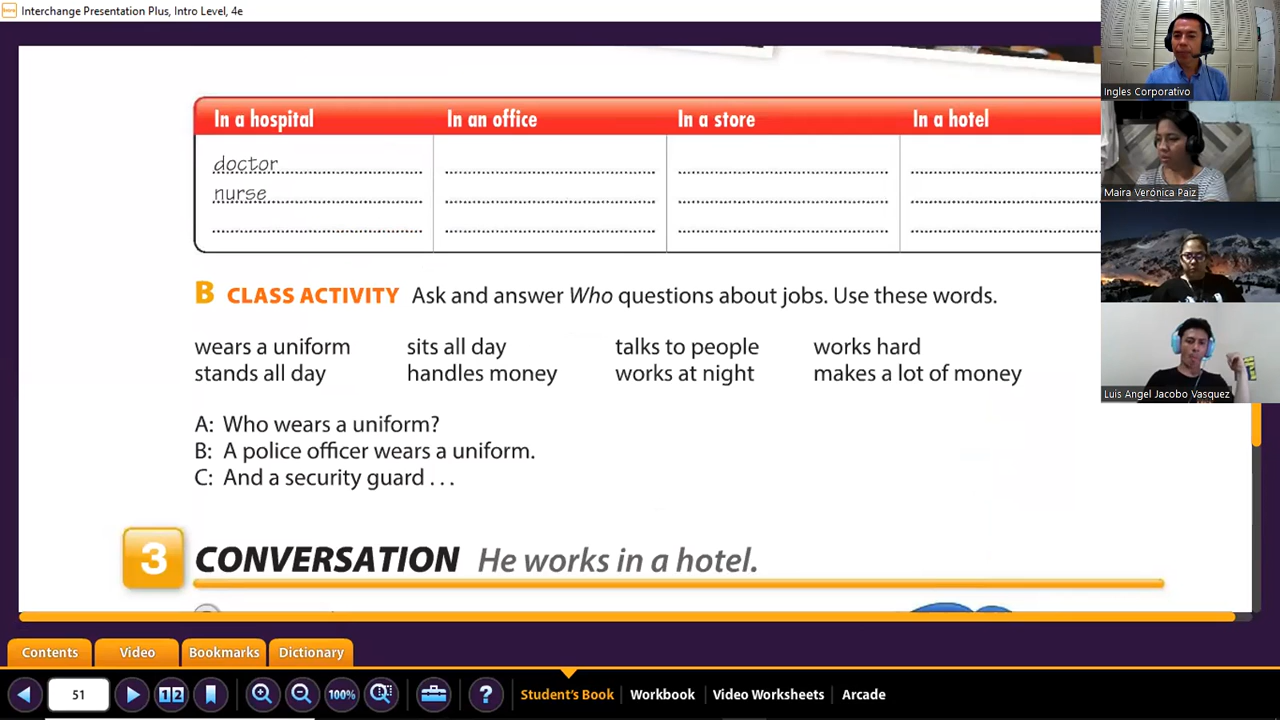 Interchange Presentation Plus, Intro Level, 4e
In a hospital In an office In a store In a hotel
doctor
nurse
B CLASS ACTIVITY Ask and answer Who questions about jobs. Use these words.
wears a uniform sits all day talks to people works hard
stands all day handles money works at night makes a lot of money
A: Who wears a uniform?
B: A police officer wears a uniform.
C: And a security guard . . .
3 CONVERSATION He works in a hotel.
Contents Video Bookmarks Dictionary
51 1 2 100% ? Student's Book Workbook Video Worksheets Arcade
Ingles Corporativo
Maira Verónica Paiz
Luis Angel Jacobo Vasquez